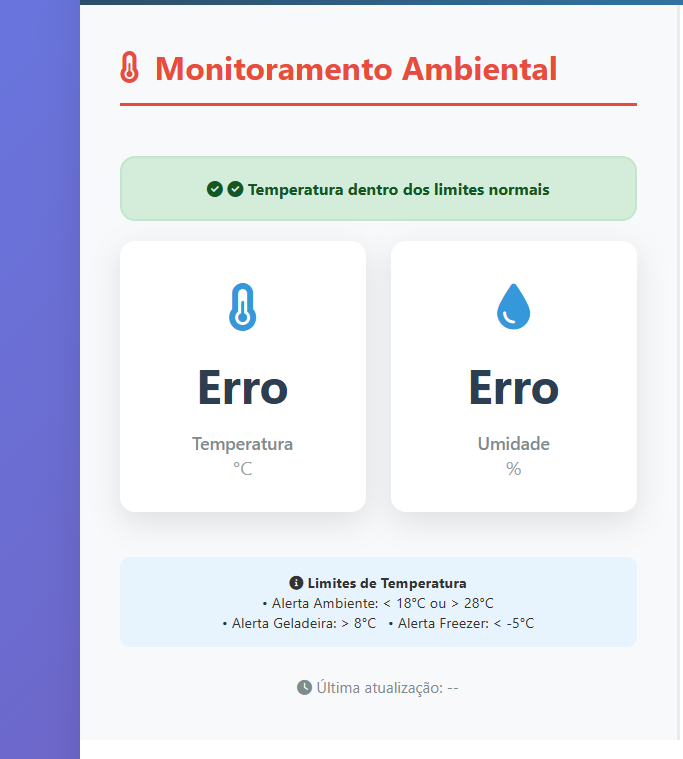 Monitoramento Ambiental
Temperatura dentro dos limites normais
Erro
Temperatura
°C
Erro
Umidade
%
Limites de Temperatura
• Alerta Ambiente: < 18°C ou > 28°C
• Alerta Geladeira: > 8°C • Alerta Freezer: < -5°C
Última atualização: --